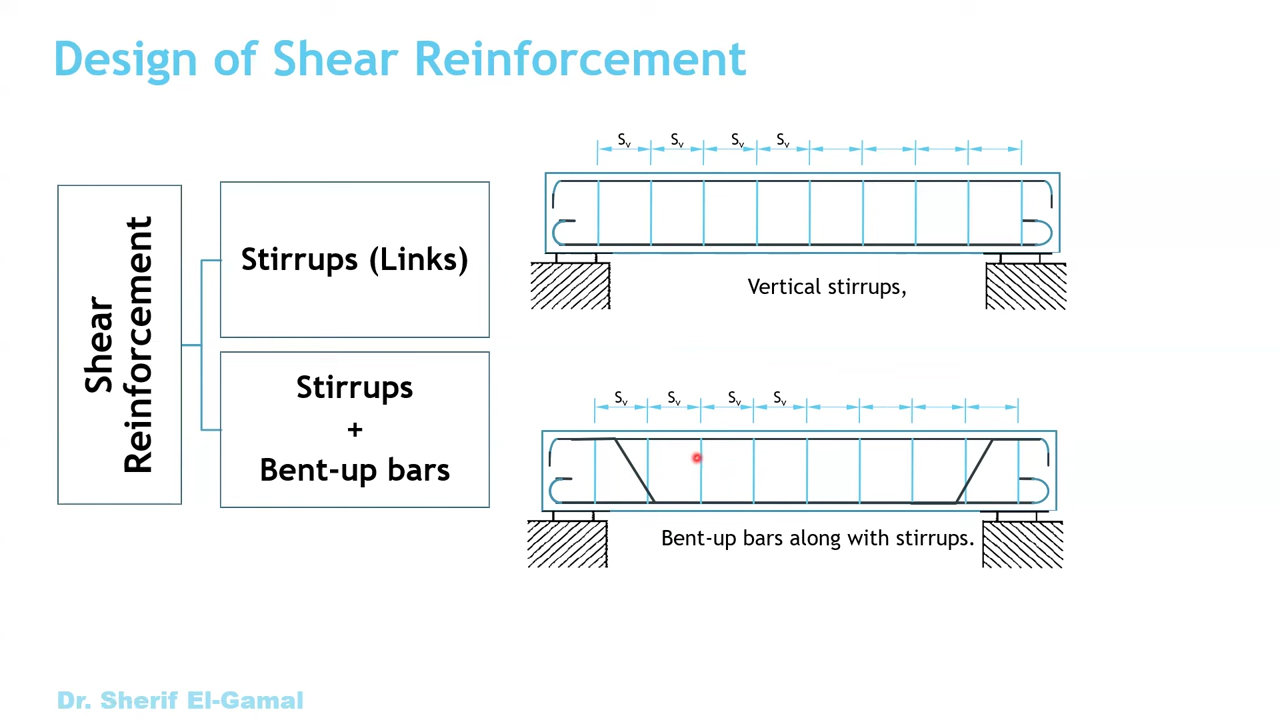 Design of Shear Reinforcement
Shear
Reinforcement
Stirrups (Links)
Stirrups
+
Bent-up bars
Sv Sv Sv Sv
Vertical stirrups,
Sv Sv Sv Sv
Bent-up bars along with stirrups.
Dr. Sherif El-Gamal